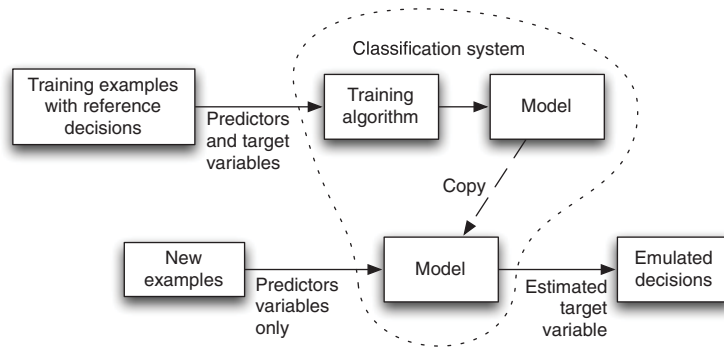 Classification system
Training examples
with reference
decisions
Predictors
and target
variables
Training
algorithm
Model
Copy
New
examples
Predictors
variables
only
Model
Estimated
target
variable
Emulated
decisions